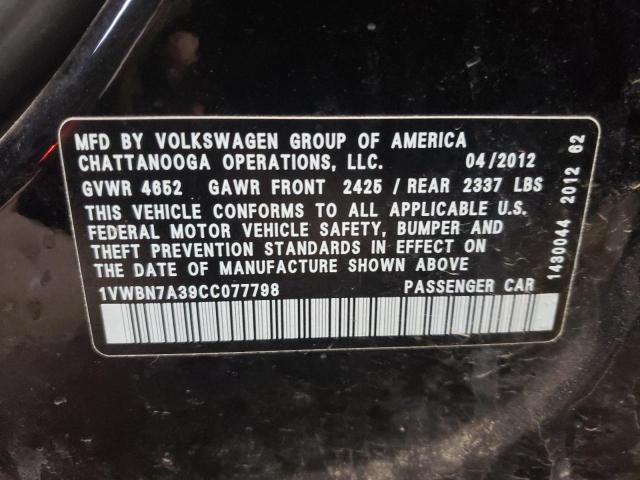 MFD BY VOLKSWAGEN GROUP OF AMERICA
CHATTANOOGA OPERATIONS, LLC. 04/2012
GVWR 4652 GAWR FRONT 2425 / REAR 2337 LBS
THIS VEHICLE CONFORMS TO ALL APPLICABLE U.S.
FEDERAL MOTOR VEHICLE SAFETY, BUMPER AND
THEFT PREVENTION STANDARDS IN EFFECT ON
THE DATE OF MANUFACTURE SHOWN ABOVE
1VWBN7A39CC077798 PASSENGER CAR
1430044 2012 62